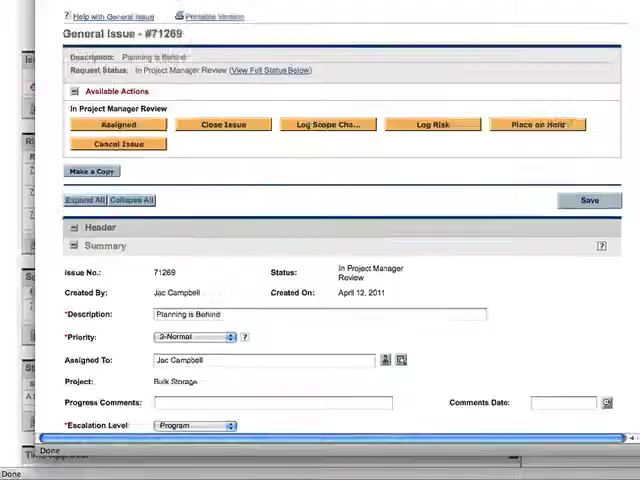 Help with General Issue Printable Version
General Issue - #71269
Description: Planning is Behind
Request Status: In Project Manager Review (View Full Status Below)
Available Actions
In Project Manager Review
Assigned Close Issue Log Scope Cha... Log Risk Place on Hold
Cancel Issue
Make a Copy
Expand All Collapse All Save
Header
Summary ?
Issue No.: 71269 Status: In Project Manager Review
Created By: Jac Campbell Created On: April 12, 2011
*Description: Planning is Behind
*Priority: 3-Normal ?
Assigned To: Jac Campbell
Project: Bulk Storage
Progress Comments: Comments Date:
*Escalation Level: Program
Done
Done